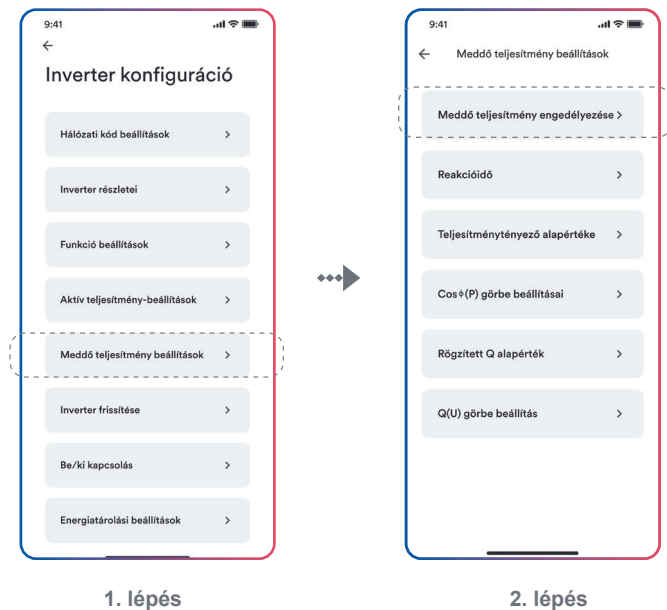 9:41
Inverter konfiguráció
Hálózati kód beállítások
Inverter részletei
Funkció beállítások
Aktív teljesítmény-beállítások
Meddő teljesítmény beállítások
Inverter frissítése
Be/ki kapcsolás
Energiatárolási beállítások
1. lépés
9:41
Meddő teljesítmény beállítások
Meddő teljesítmény engedélyezése
Reakcióidő
Teljesítménytényező alapértéke
Cosϕ(P) görbe beállításai
Rögzített Q alapérték
Q(U) görbe beállítás
2. lépés